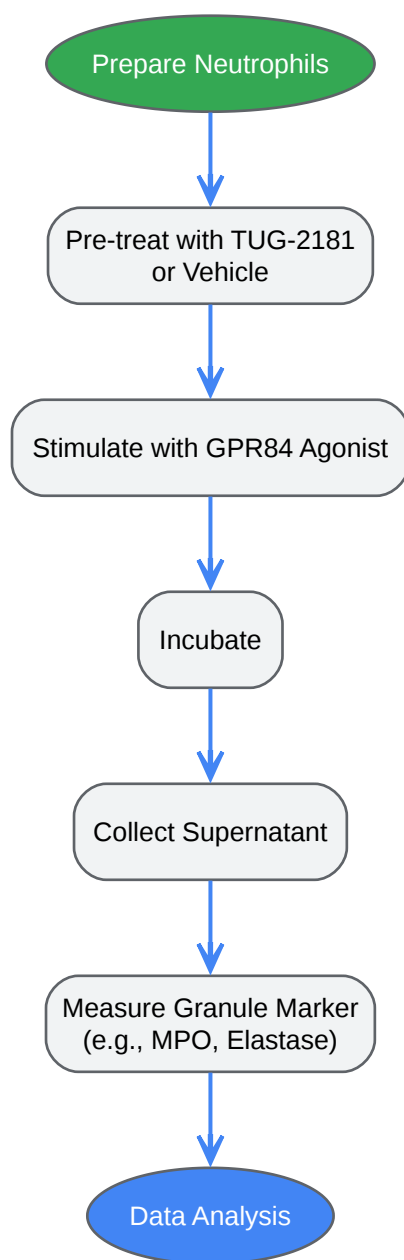 Prepare Neutrophils
Pre-treat with TUG-2181
or Vehicle
Stimulate with GPR84 Agonist
Incubate
Collect Supernatant
Measure Granule Marker
(e.g., MPO, Elastase)
Data Analysis